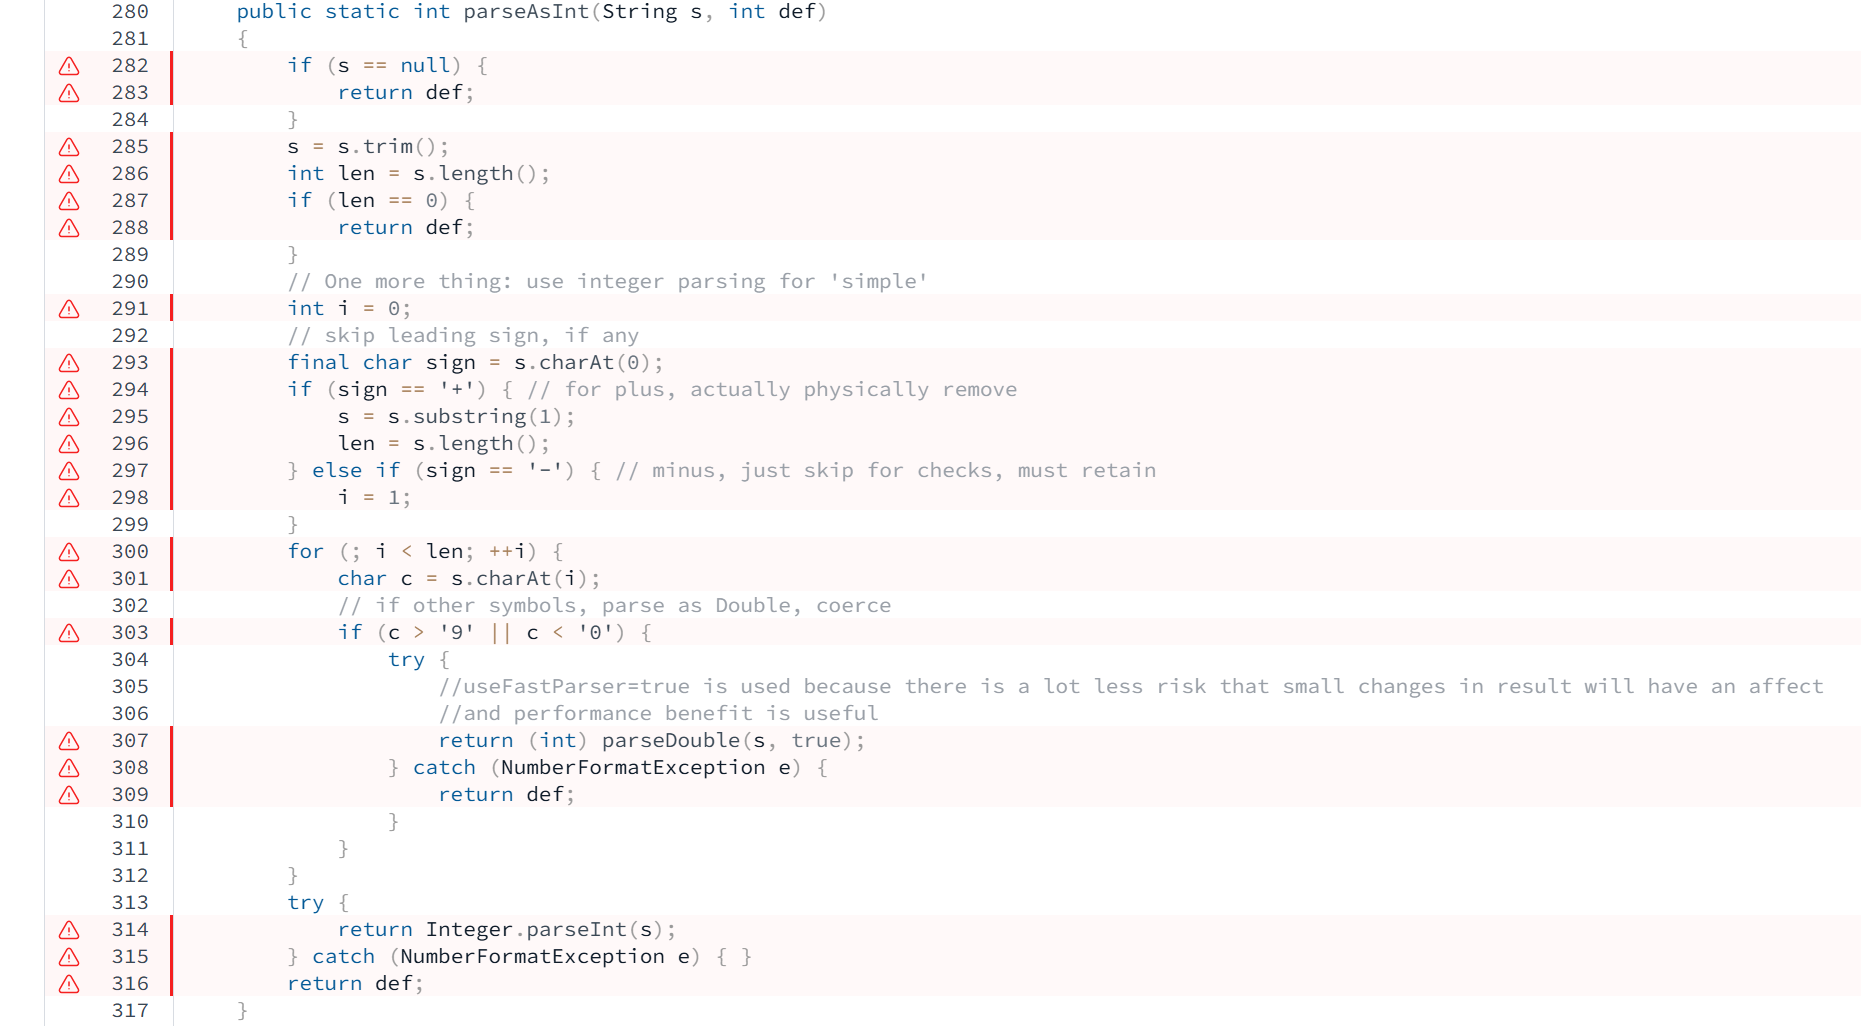 280 public static int parseAsInt(String s, int def)
281 {
282 if (s == null) {
283 return def;
284 }
285 s = s.trim();
286 int len = s.length();
287 if (len == 0) {
288 return def;
289 }
290 // One more thing: use integer parsing for 'simple'
291 int i = 0;
292 // skip leading sign, if any
293 final char sign = s.charAt(0);
294 if (sign == '+') { // for plus, actually physically remove
295 s = s.substring(1);
296 len = s.length();
297 } else if (sign == '-') { // minus, just skip for checks, must retain
298 i = 1;
299 }
300 for (; i < len; ++i) {
301 char c = s.charAt(i);
302 // if other symbols, parse as Double, coerce
303 if (c > '9' || c < '0') {
304 try {
305 //useFastParser=true is used because there is a lot less risk that small changes in result will have an affect
306 //and performance benefit is useful
307 return (int) parseDouble(s, true);
308 } catch (NumberFormatException e) {
309 return def;
310 }
311 }
312 }
313 try {
314 return Integer.parseInt(s);
315 } catch (NumberFormatException e) { }
316 return def;
317 }